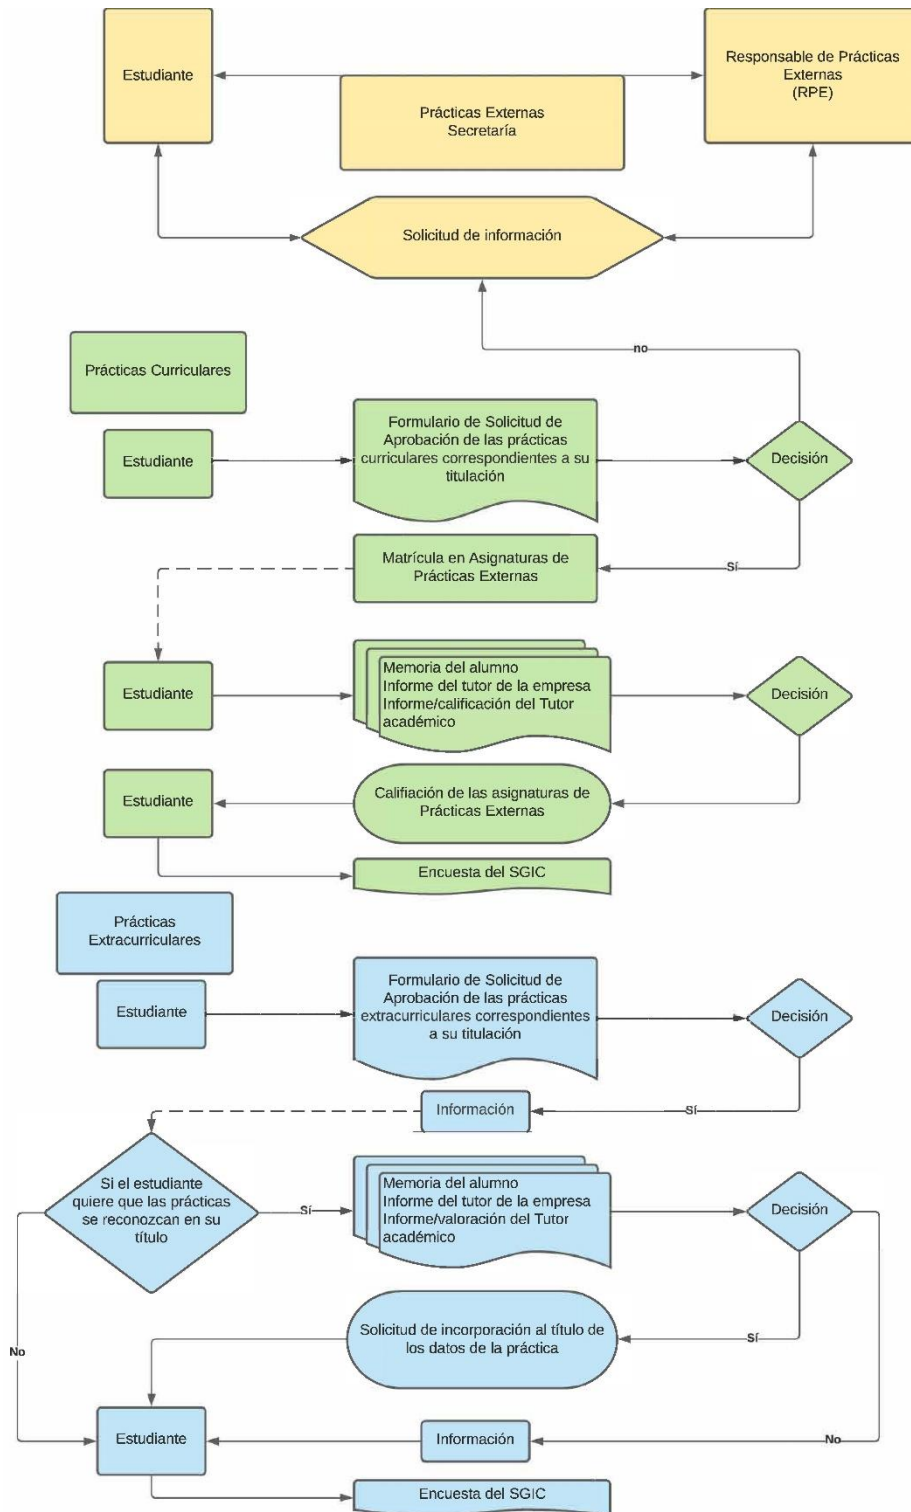 Estudiante
Responsable de Prácticas
Externas
(RPE)
Prácticas Externas
Secretaría
Solicitud de información
no
Prácticas Curriculares
Estudiante
Formulario de Solicitud de
Aprobación de las prácticas
curriculares correspondientes a su
titulación
Decisión
Matrícula en Asignaturas de
Prácticas Externas
Sí
Estudiante
Memoria del alumno
Informe del tutor de la empresa
Informe/calificación del Tutor
académico
Decisión
Estudiante
Califiación de las asignaturas de
Prácticas Externas
Encuesta del SGIC
Prácticas
Extracurriculares
Estudiante
Formulario de Solicitud de
Aprobación de las prácticas
extracurriculares correspondientes
a su titulación
Decisión
Información
Sí
Si el estudiante
quiere que las prácticas
se reconozcan en su
título
Sí
Memoria del alumno
Informe del tutor de la empresa
Informe/valoración del Tutor
académico
Decisión
Solicitud de incorporación al título de
los datos de la práctica
Sí
No
Estudiante
Información
No
Encuesta del SGIC